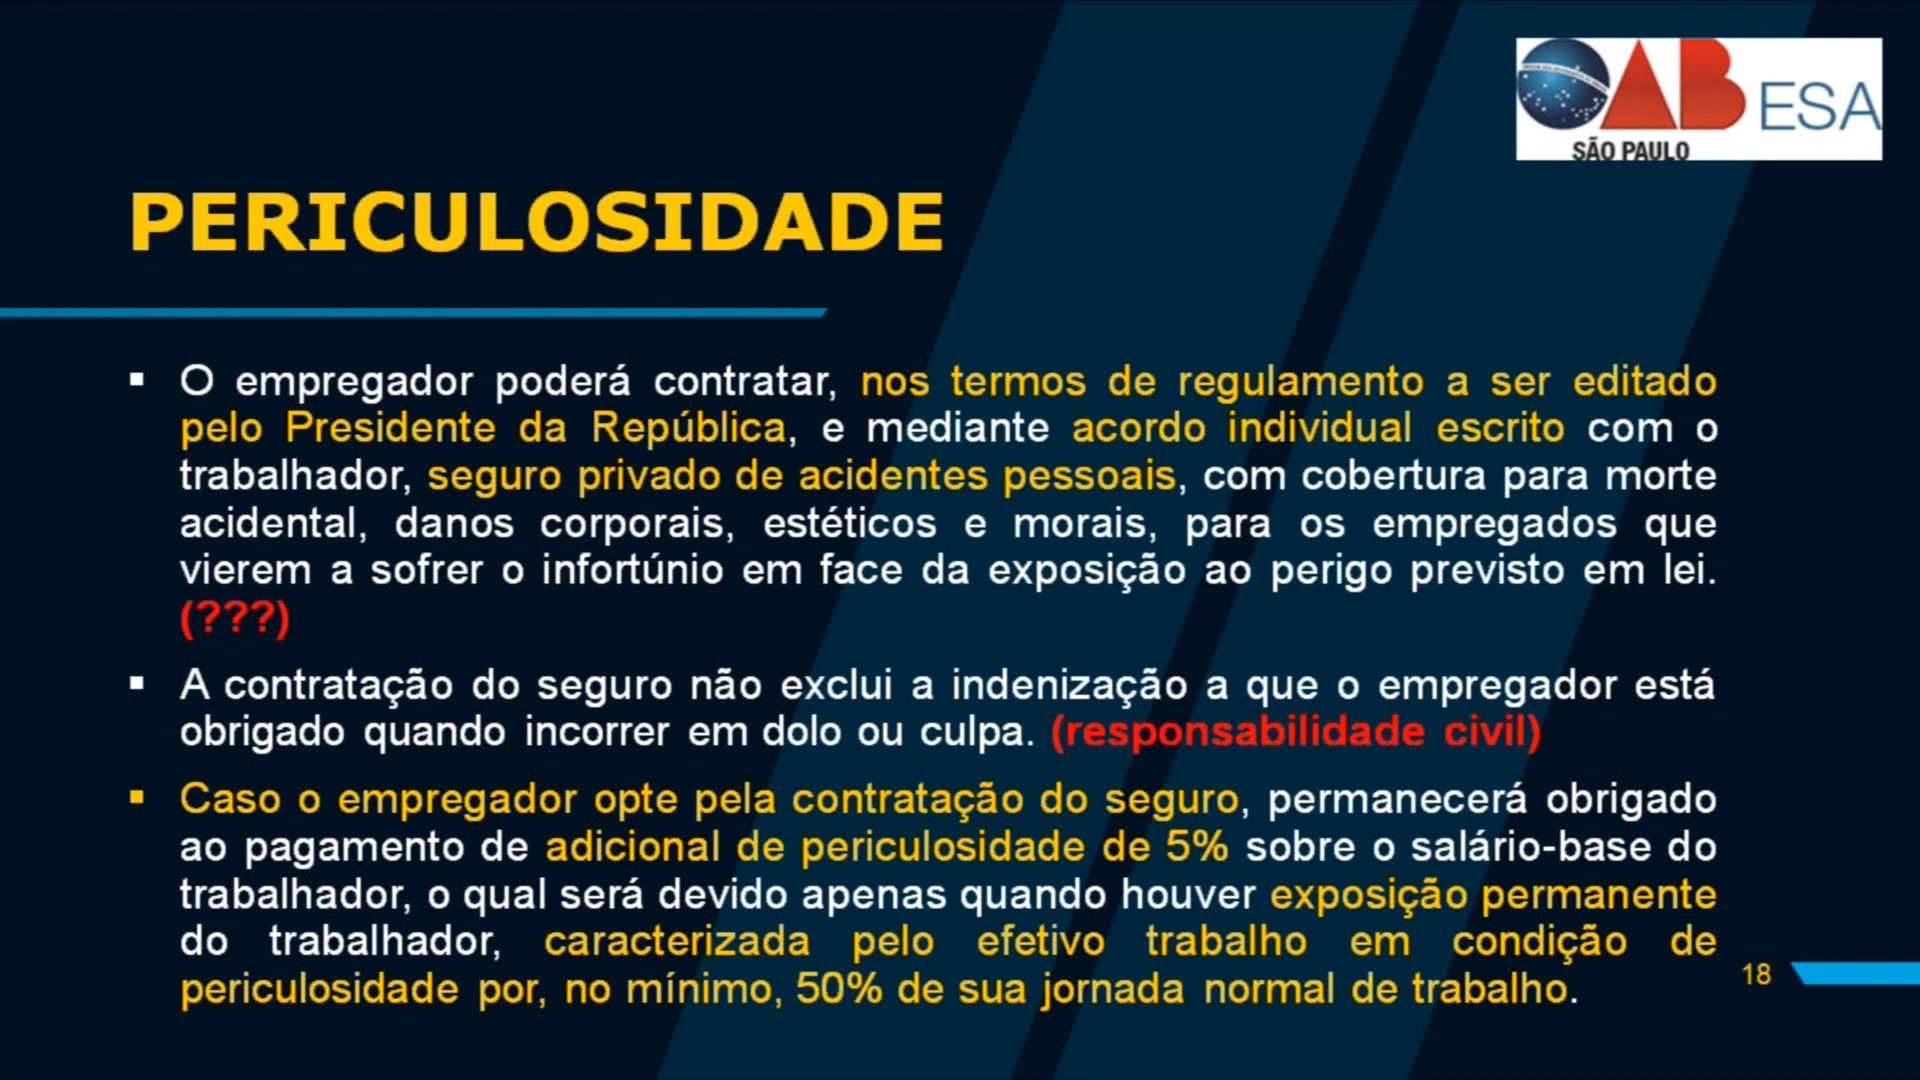 OAB ESA
SÃO PAULO
PERICULOSIDADE
▪ O empregador poderá contratar, nos termos de regulamento a ser editado
pelo Presidente da República, e mediante acordo individual escrito com o
trabalhador, seguro privado de acidentes pessoais, com cobertura para morte
acidental, danos corporais, estéticos e morais, para os empregados que
vierem a sofrer o infortúnio em face da exposição ao perigo previsto em lei.
(???)
▪ A contratação do seguro não exclui a indenização a que o empregador está
obrigado quando incorrer em dolo ou culpa. (responsabilidade civil)
▪ Caso o empregador opte pela contratação do seguro, permanecerá obrigado
ao pagamento de adicional de periculosidade de 5% sobre o salário-base do
trabalhador, o qual será devido apenas quando houver exposição permanente
do trabalhador, caracterizada pelo efetivo trabalho em condição de
periculosidade por, no mínimo, 50% de sua jornada normal de trabalho.
18